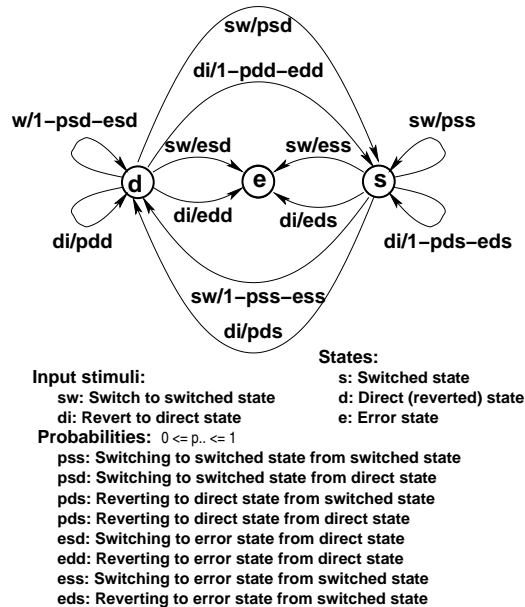 sw/psd
di/1-pdd-edd
w/1-psd-esd
sw/esd
sw/ess
sw/pss
d
e
s
di/edd
di/eds
di/pdd
di/1-pds-eds
sw/1-pss-ess
di/pds
States:
Input stimuli:
s: Switched state
sw: Switch to switched state
d: Direct (reverted) state
di: Revert to direct state
e: Error state
Probabilities: 0 <= p.. <= 1
pss: Switching to switched state from switched state
psd: Switching to switched state from direct state
pds: Reverting to direct state from switched state
pds: Reverting to direct state from direct state
esd: Switching to error state from direct state
edd: Reverting to error state from direct state
ess: Switching to error state from switched state
eds: Reverting to error state from switched state